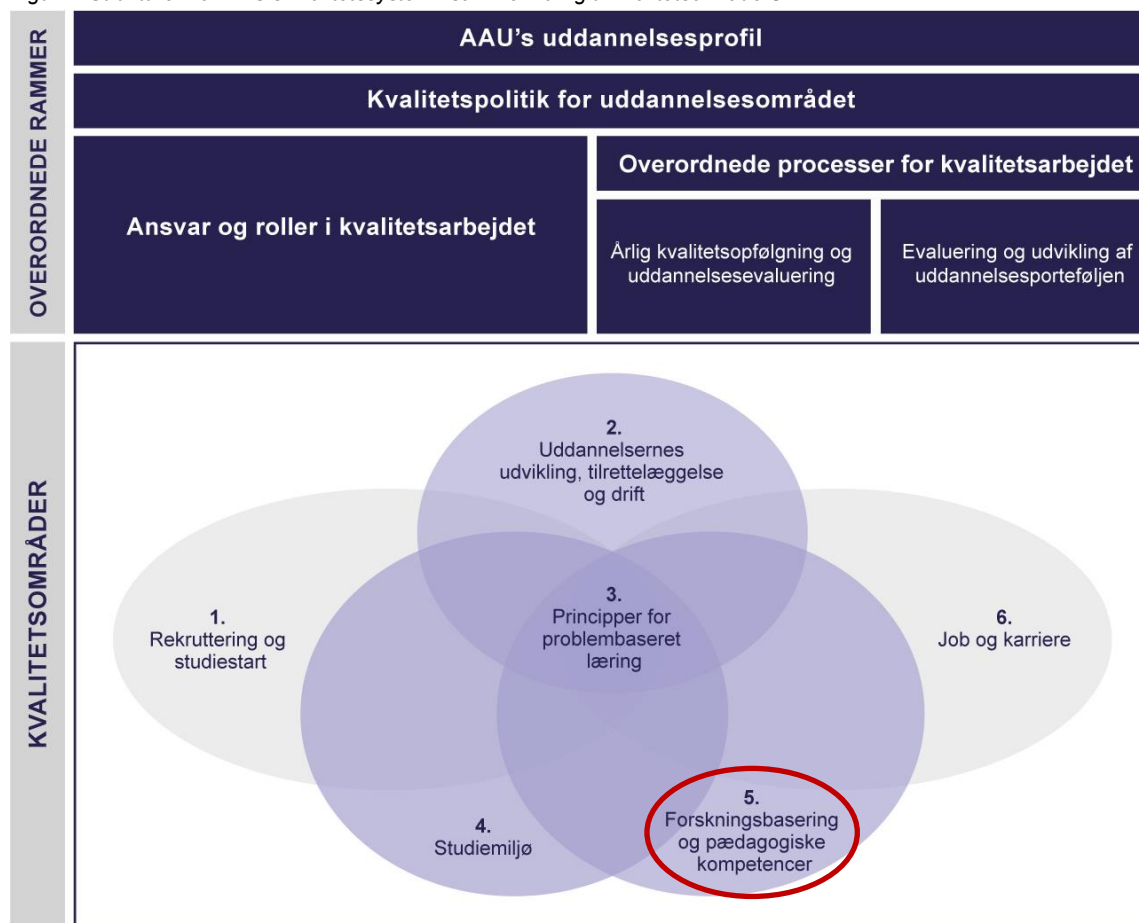 OVERORDNEDE RAMMER
AAU's uddannelsesprofil
Kvalitetspolitik for uddannelsesområdet
Ansvar og roller i kvalitetsarbejdet
Overordnede processer for kvalitetsarbejdet
Årlig kvalitetsopfølgning og
uddannelsesevaluering
Evaluering og udvikling af
uddannelsesporteføljen
KVALITETSOMRÅDER
1.
Rekruttering og
studiestart
2.
Uddannelsernes
udvikling, tilrettelæggelse
og drift
3.
Principper for
problembaseret
læring
4.
Studiemiljø
5.
Forskningsbasering
og pædagogiske
kompetencer
6.
Job og karriere